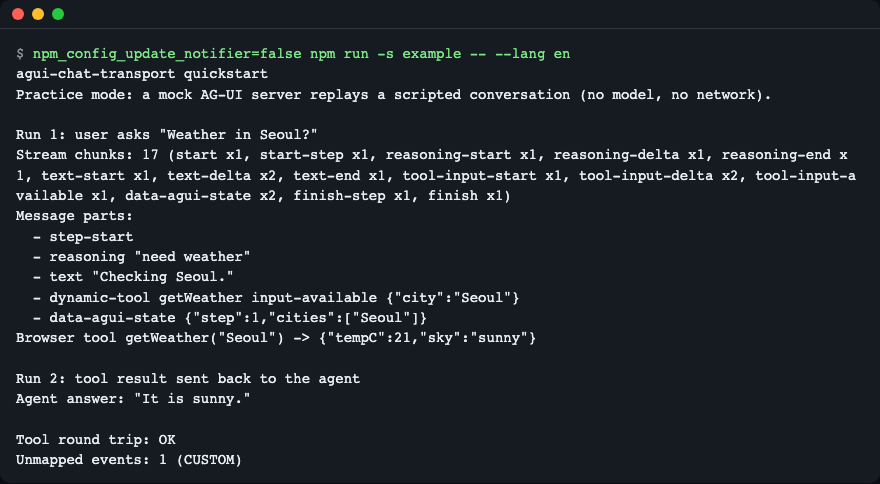 $ npm_config_update_notifier=false npm run -s example -- --lang en
agui-chat-transport quickstart
Practice mode: a mock AG-UI server replays a scripted conversation (no model, no network).
Run 1: user asks "Weather in Seoul?"
Stream chunks: 17 (start x1, start-step x1, reasoning-start x1, reasoning-delta x1, reasoning-end x
1, text-start x1, text-delta x2, text-end x1, tool-input-start x1, tool-input-delta x2, tool-input-a
vailable x1, data-agui-state x2, finish-step x1, finish x1)
Message parts:
- step-start
- reasoning "need weather"
- text "Checking Seoul."
- dynamic-tool getWeather input-available {"city":"Seoul"}
- data-agui-state {"step":1,"cities":["Seoul"]}
Browser tool getWeather("Seoul") -> {"tempC":21,"sky":"sunny"}
Run 2: tool result sent back to the agent
Agent answer: "It is sunny."
Tool round trip: OK
Unmapped events: 1 (CUSTOM)